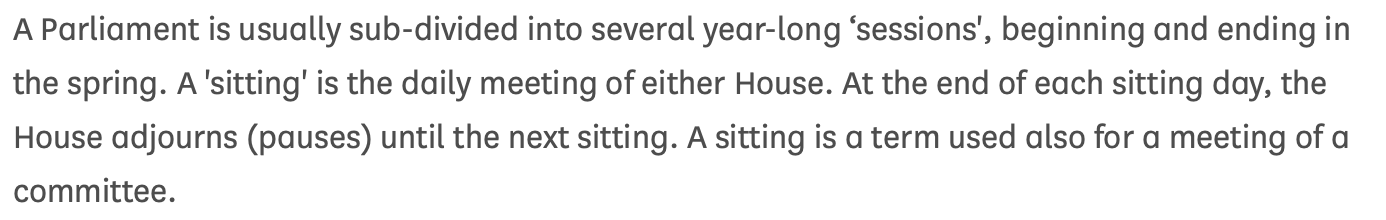 A Parliament is usually sub-divided into several year-long ‘sessions', beginning and ending in
the spring. A 'sitting' is the daily meeting of either House. At the end of each sitting day, the
House adjourns (pauses) until the next sitting. A sitting is a term used also for a meeting of a
committee.